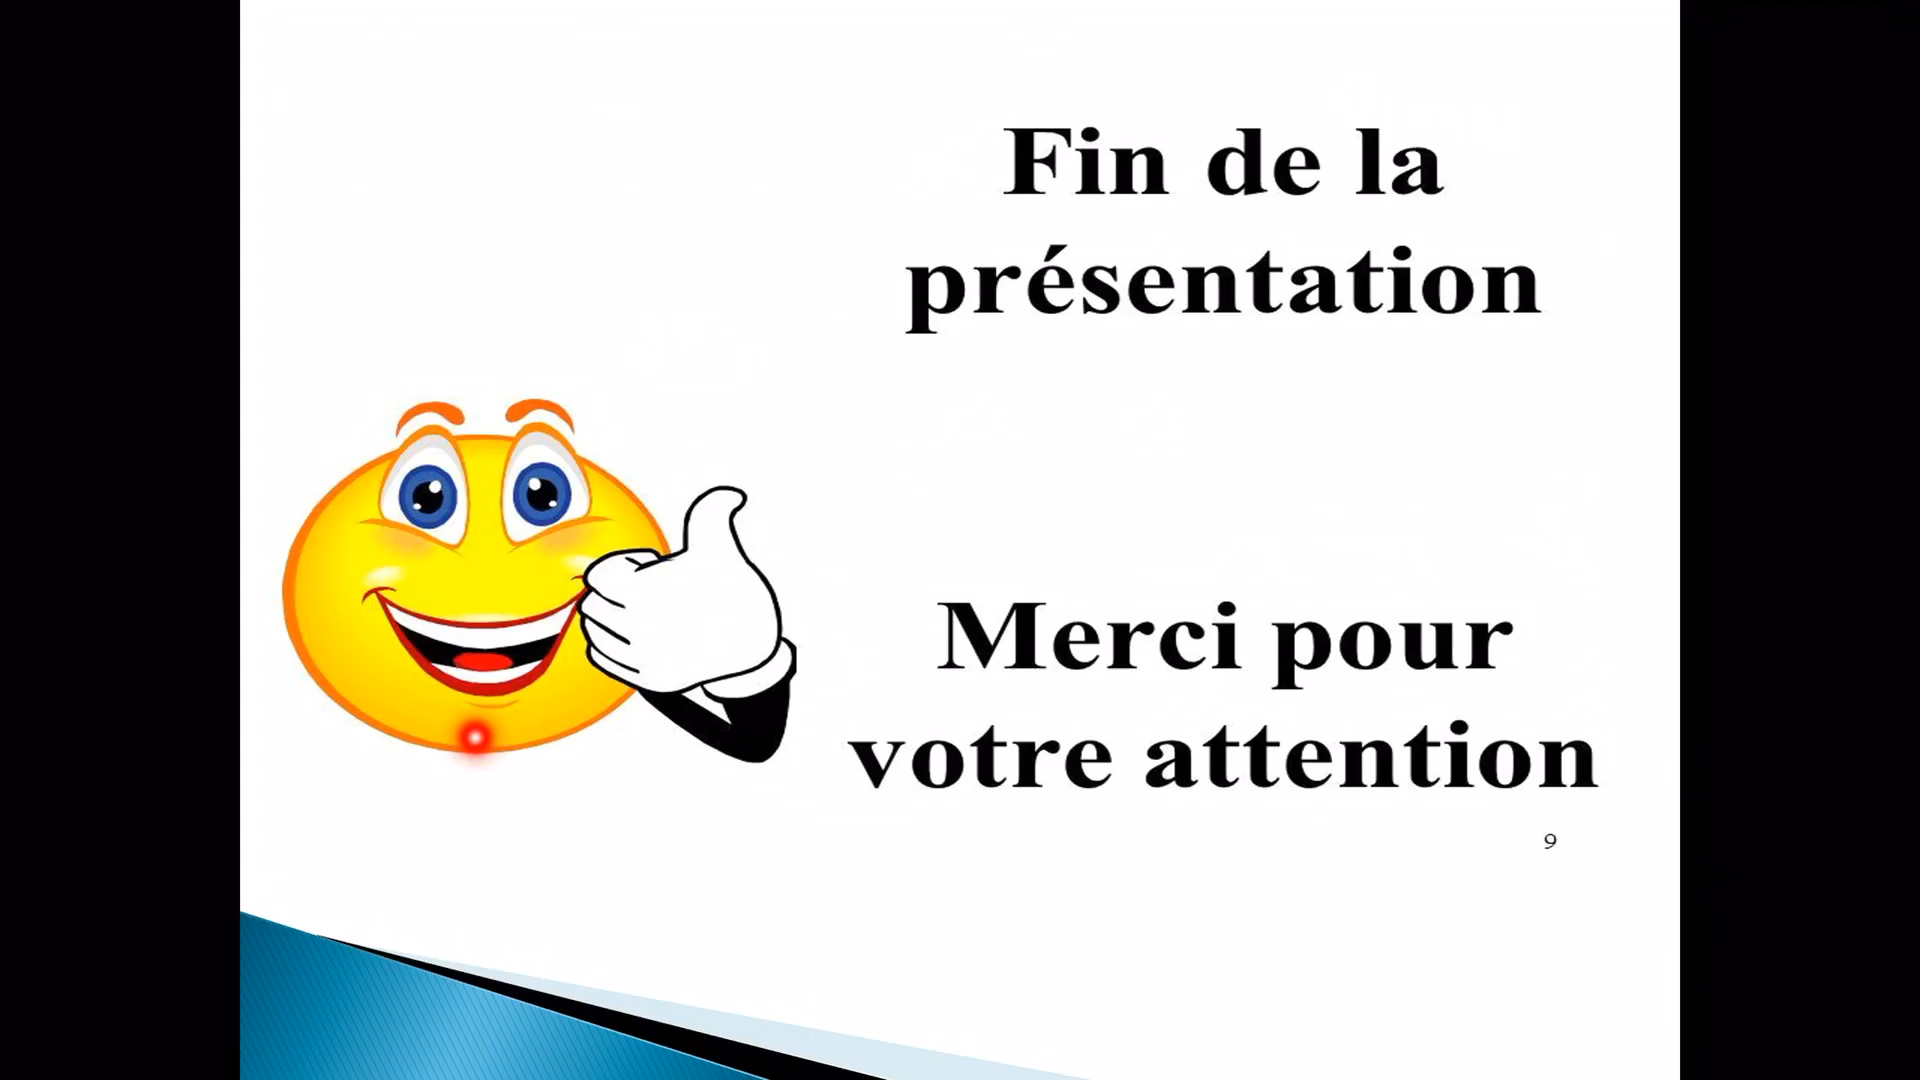 Fin de la
présentation
Merci pour
votre attention
9